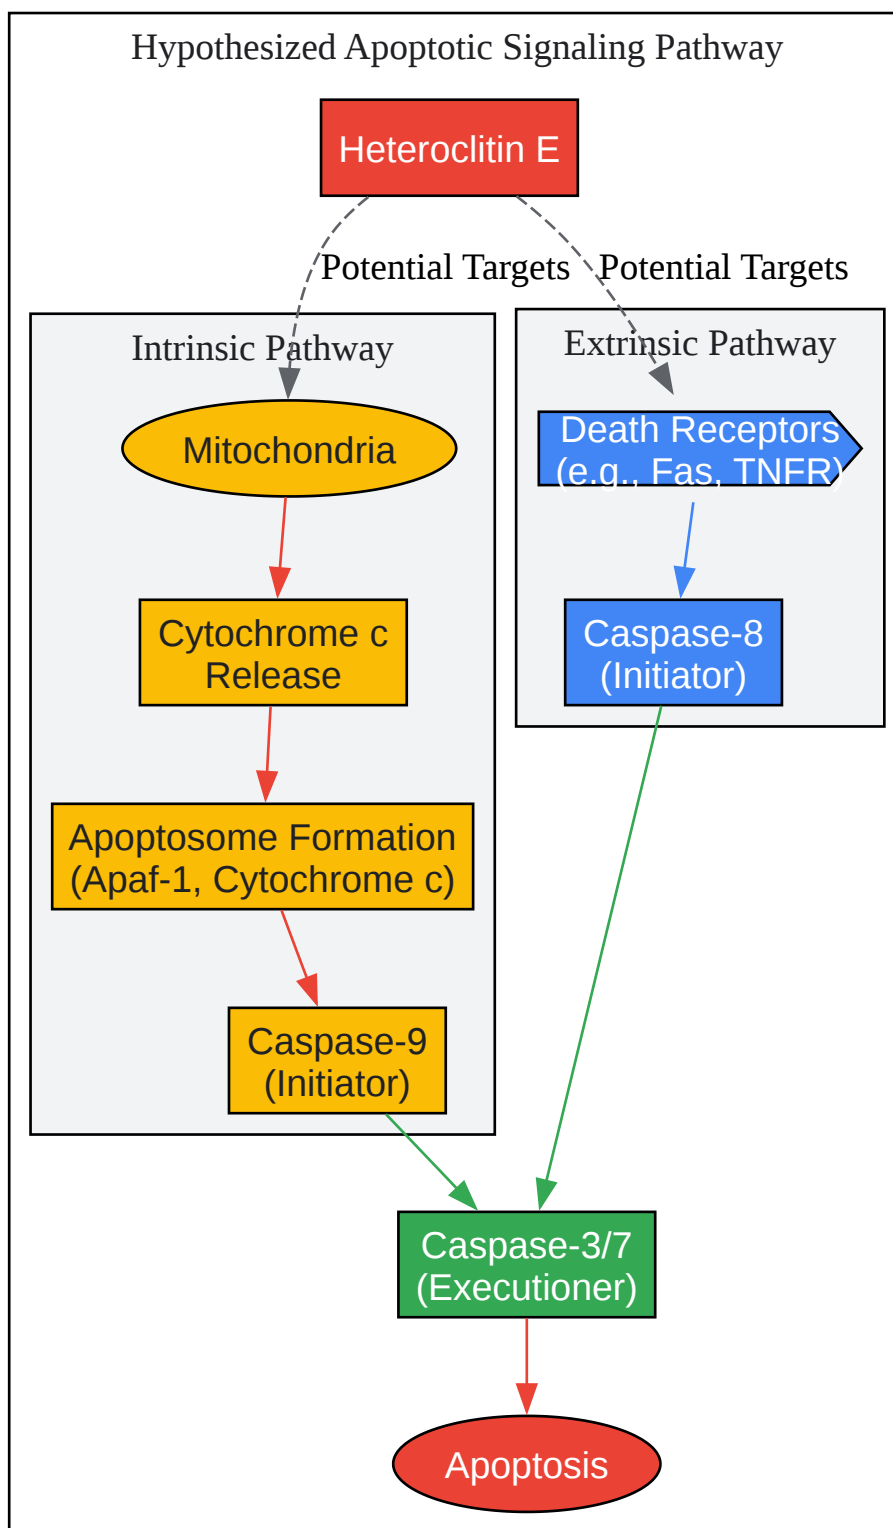 Hypothesized Apoptotic Signaling Pathway
Heteroclitin E
Potential Targets
Potential Targets
Intrinsic Pathway
Extrinsic Pathway
Mitochondria
Death Receptors
(e.g., Fas, TNFR)
Cytochrome c
Release
Caspase-8
(Initiator)
Apoptosome Formation
(Apaf-1, Cytochrome c)
Caspase-9
(Initiator)
Caspase-3/7
(Executioner)
Apoptosis